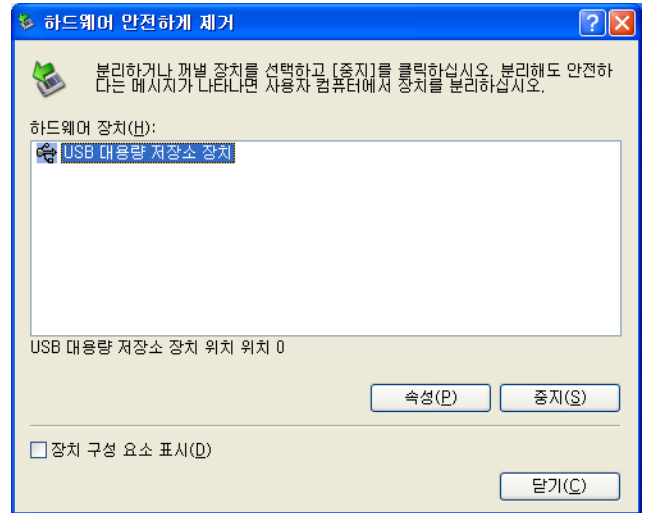 하드웨어 안전하게 제거
분리하거나 꺼낼 장치를 선택하고 [중지]를 클릭하십시오. 분리해도 안전하
다는 메시지가 나타나면 사용자 컴퓨터에서 장치를 분리하십시오.
하드웨어 장치(H):
USB 대용량 저장소 장치
USB 대용량 저장소 장치 위치 위치 0
속성(P) 중지(S)
장치 구성 요소 표시(D)
닫기(C)